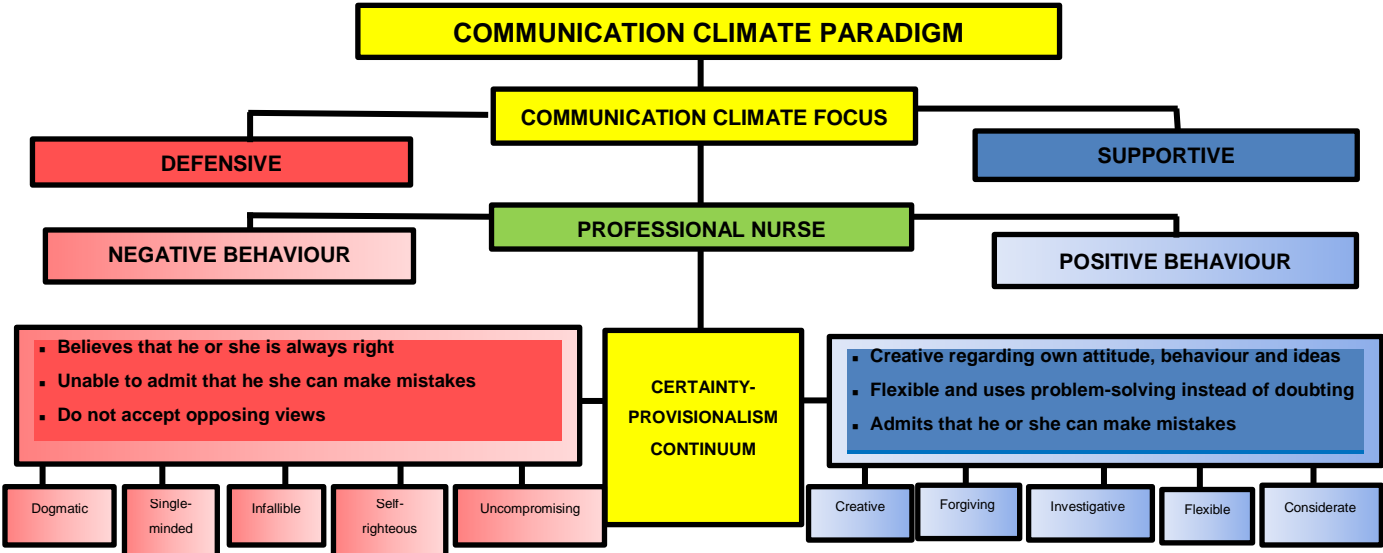 COMMUNICATION CLIMATE PARADIGM
COMMUNICATION CLIMATE FOCUS
DEFENSIVE
SUPPORTIVE
PROFESSIONAL NURSE
NEGATIVE BEHAVIOUR
POSITIVE BEHAVIOUR
▪ Believes that he or she is always right
▪ Unable to admit that he she can make mistakes
▪ Do not accept opposing views
CERTAINTY-
PROVISIONALISM
CONTINUUM
▪ Creative regarding own attitude, behaviour and ideas
▪ Flexible and uses problem-solving instead of doubting
▪ Admits that he or she can make mistakes
Dogmatic
Single-
minded
Infallible
Self-
righteous
Uncompromising
Creative
Forgiving
Investigative
Flexible
Considerate